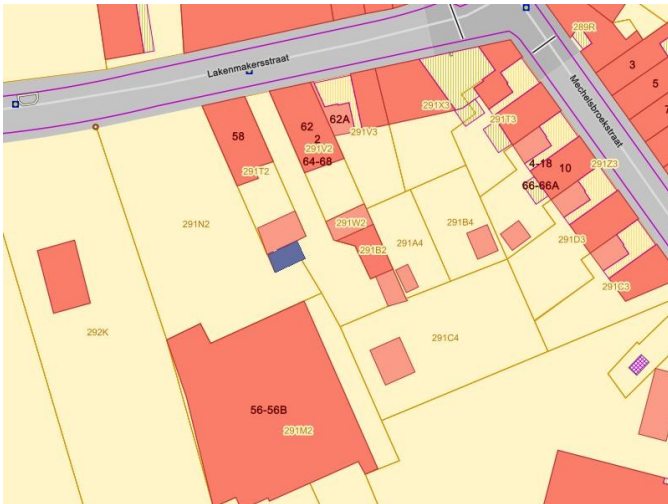 289R
Lakenmakersstraat
3
5
7
Mechelsbroekstraat
291X3
62
62A
58
2
291V3
291T3
291V2
64-68
4-18
10
291Z3
291T2
66-66A
291N2
291W2
291B4
291A4
291B2
291D3
291C3
292K
291C4
56-56B
291M2